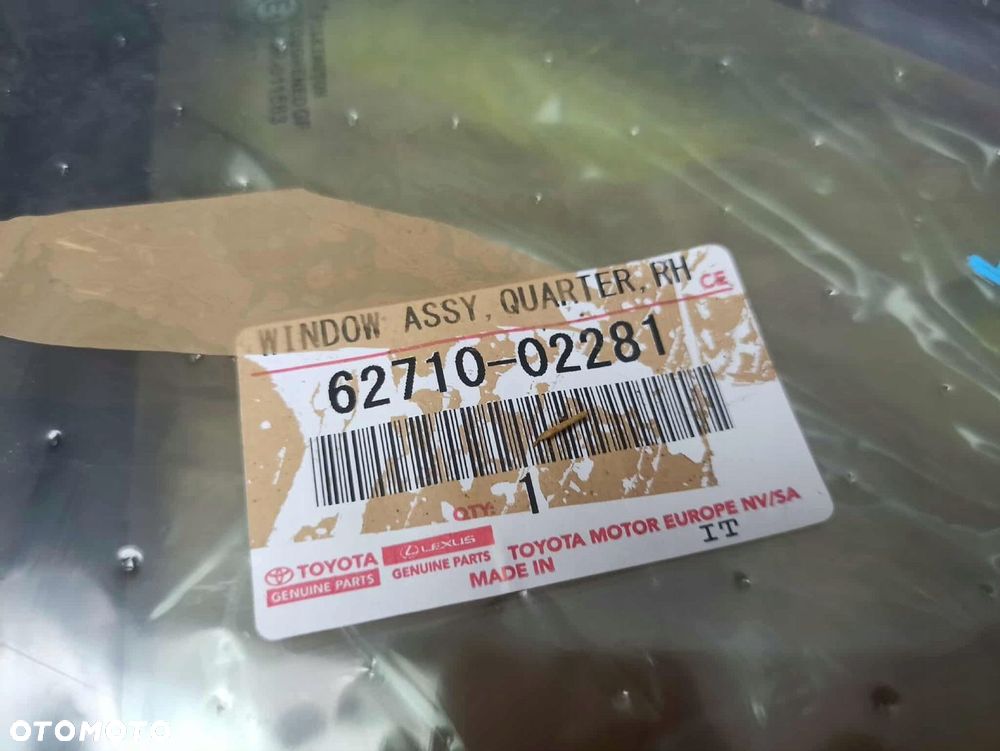 WINDOW ASSY, QUARTER, RH
CE
62710-02281
QTY: 1
TOYOTA
GENUINE PARTS
LEXUS
GENUINE PARTS
TOYOTA MOTOR EUROPE NV/SA
MADE IN IT
OTOMOTO